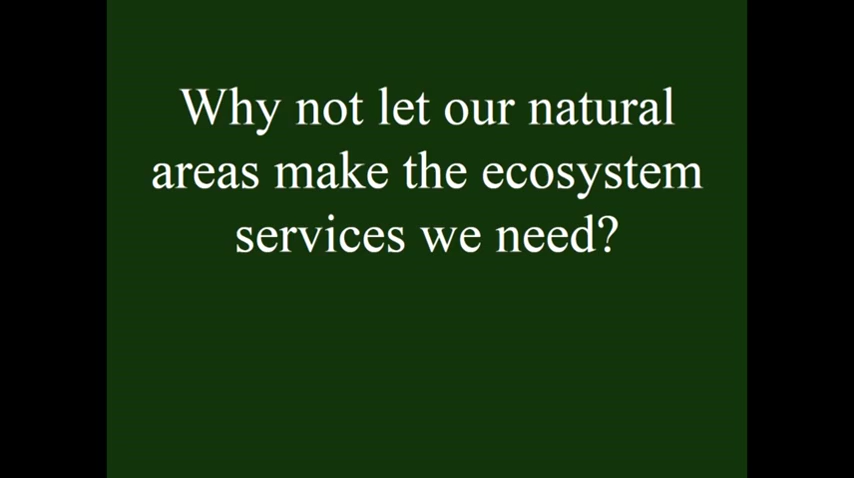 Why not let our natural
areas make the ecosystem
services we need?